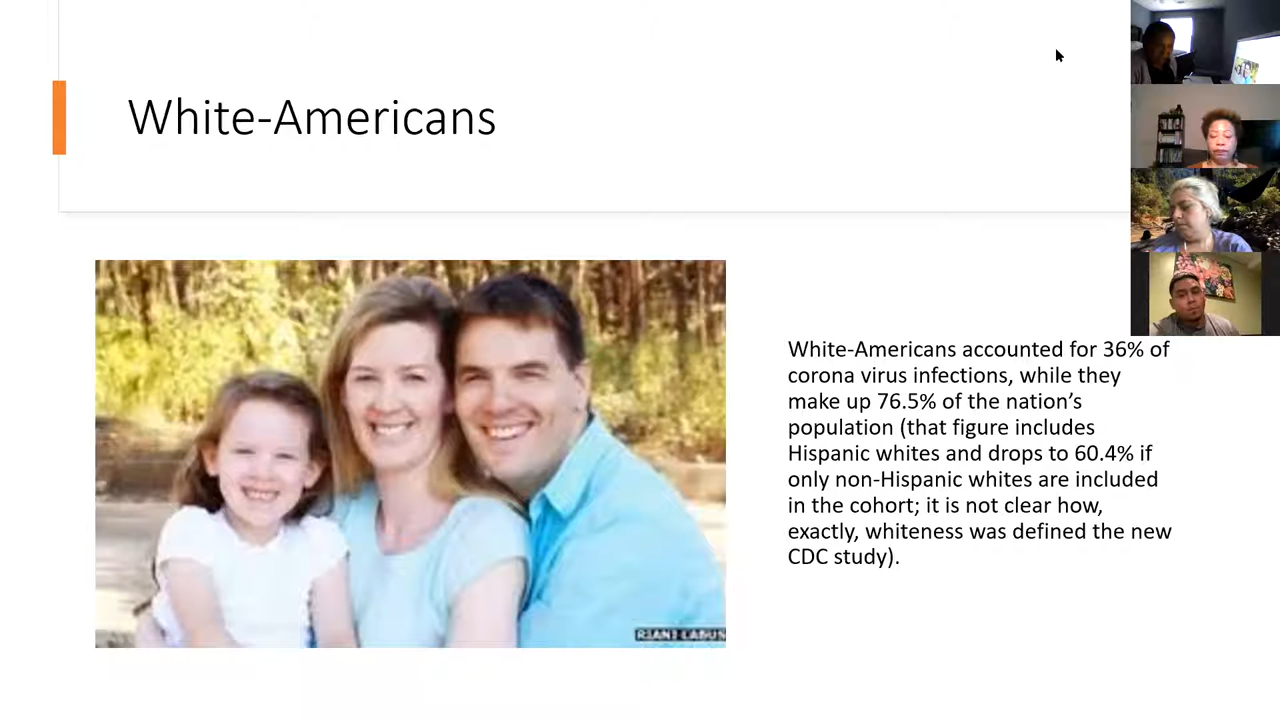 White-Americans
White-Americans accounted for 36% of
corona virus infections, while they
make up 76.5% of the nation's
population (that figure includes
Hispanic whites and drops to 60.4% if
only non-Hispanic whites are included
in the cohort; it is not clear how,
exactly, whiteness was defined the new
CDC study).